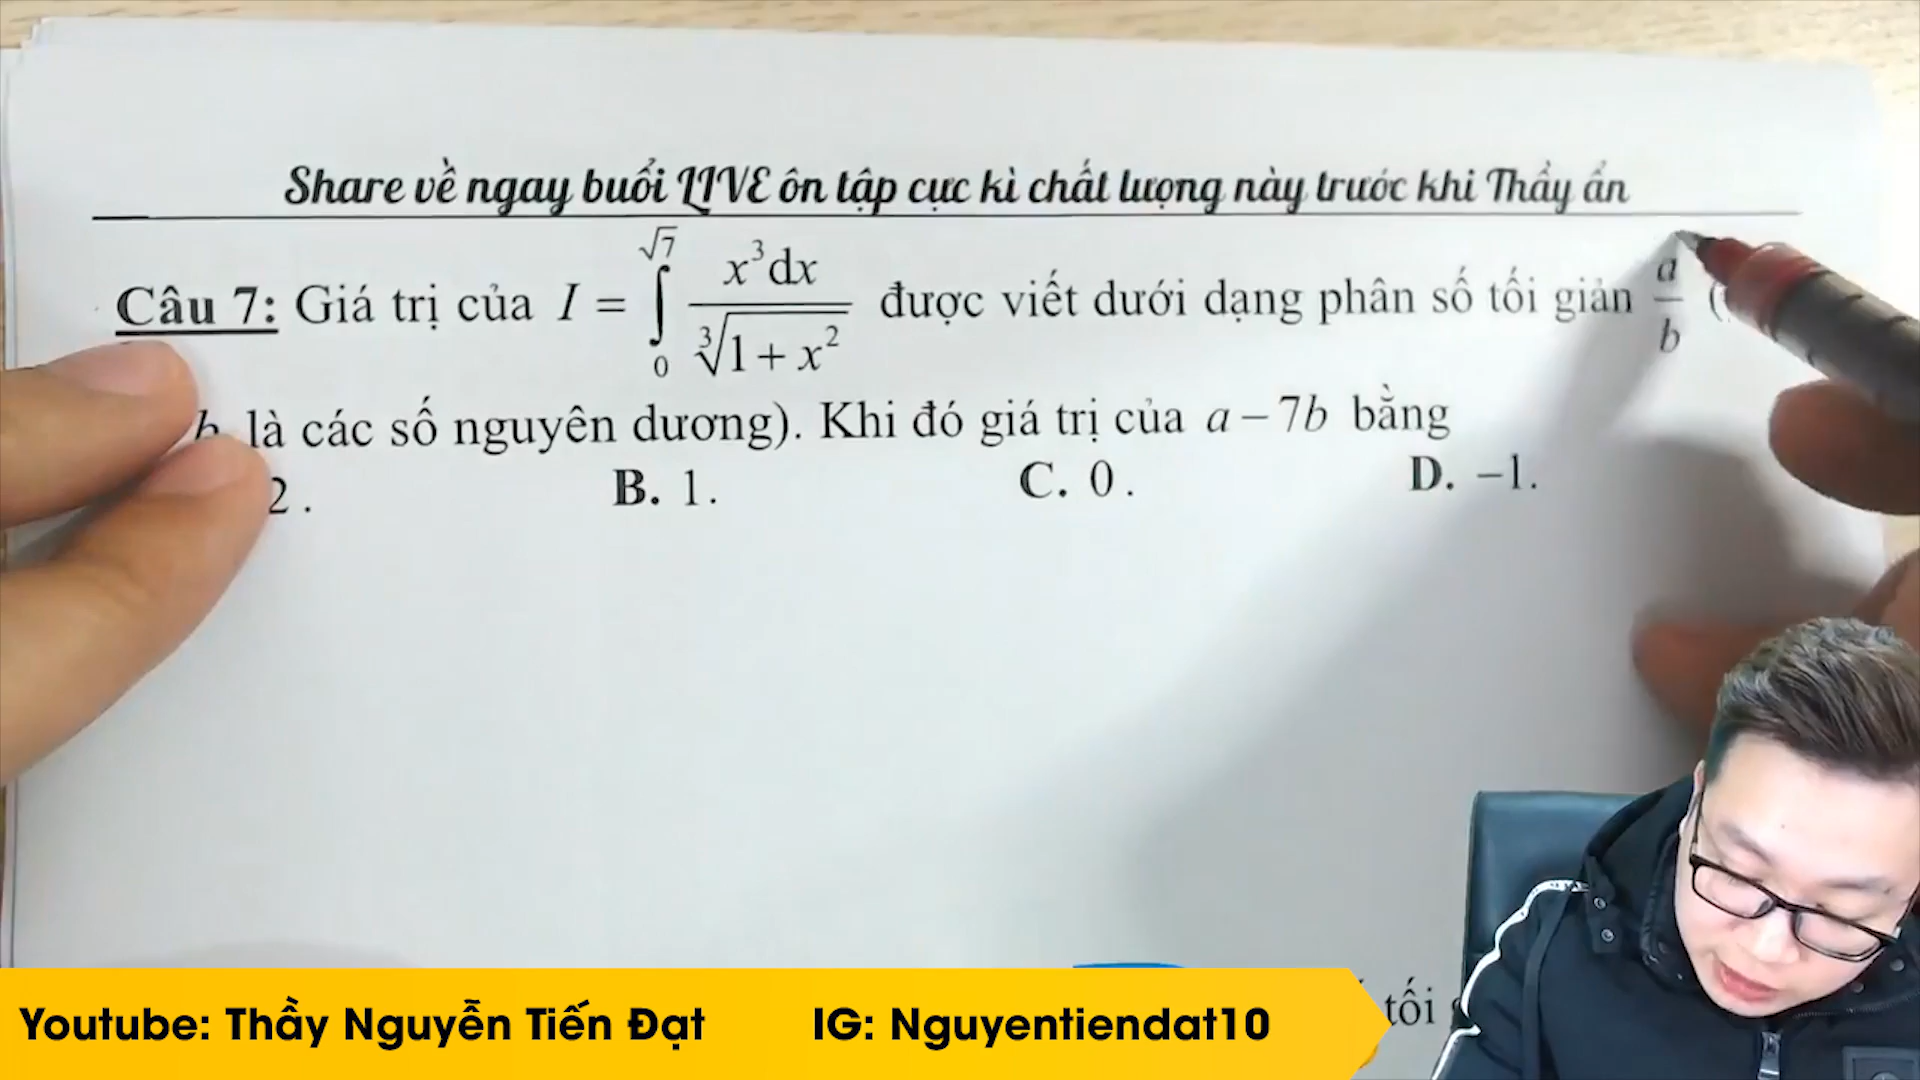 Share về ngay buổi LIVE ôn tập cực kì chất lượng này trước khi Thầy ẩn
Câu 7: Giá trị của I = ∫₀^√7 x³dx / ∛(1 + x²) được viết dưới dạng phân số tối giản a/b (
b là các số nguyên dương). Khi đó giá trị của a − 7b bằng
2 . B. 1. C. 0 . D. −1.
tối
Youtube: Thầy Nguyễn Tiến Đạt IG: Nguyentiendat10